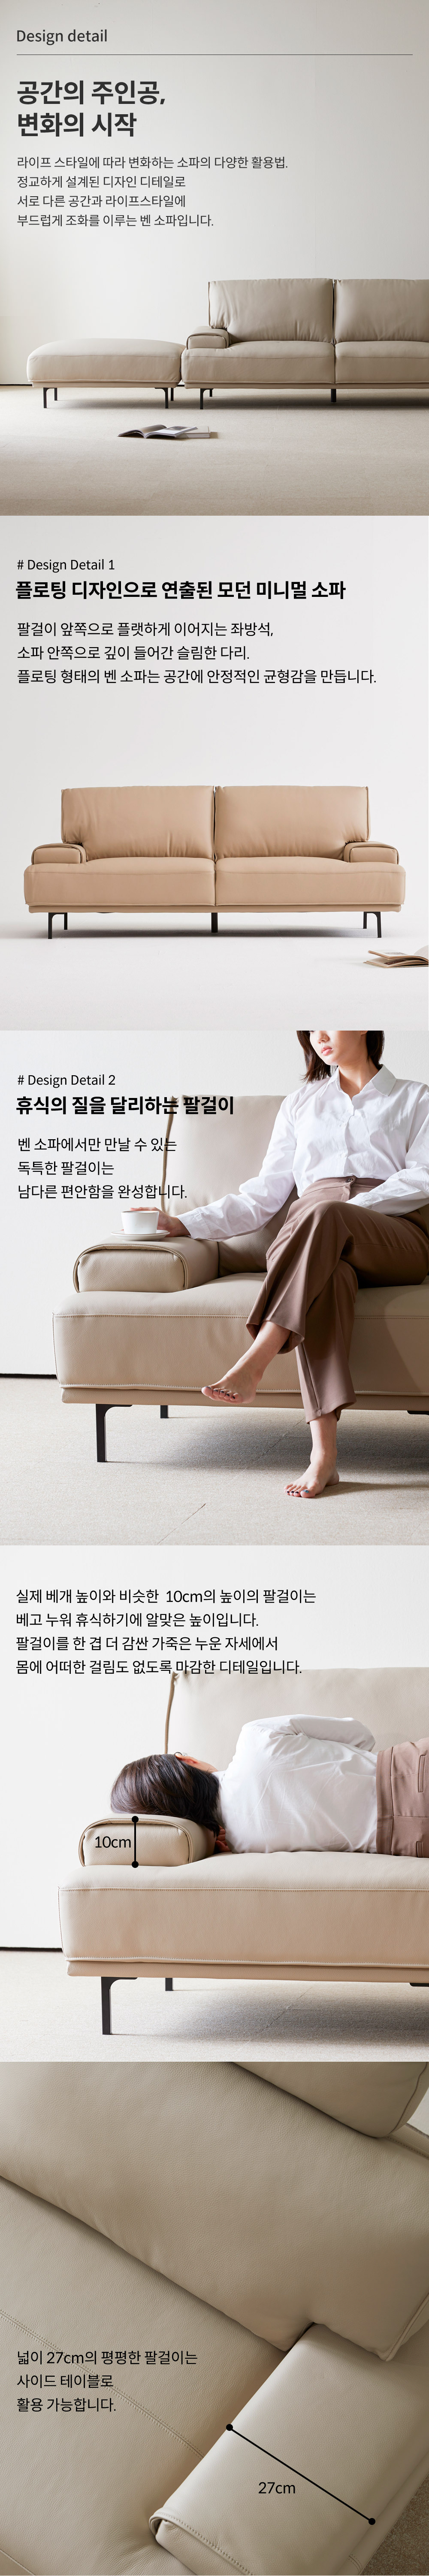 Design detail
공간의 주인공,
변화의 시작
라이프 스타일에 따라 변화하는 소파의 다양한 활용법.
정교하게 설계된 디자인 디테일로
서로 다른 공간과 라이프스타일에
부드럽게 조화를 이루는 벤 소파입니다.
# Design Detail 1
플로팅 디자인으로 연출된 모던 미니멀 소파
팔걸이 앞쪽으로 플랫하게 이어지는 좌방석,
소파 안쪽으로 깊이 들어간 슬림한 다리.
플로팅 형태의 벤 소파는 공간에 안정적인 균형감을 만듭니다.
# Design Detail 2
휴식의 질을 달리하는 팔걸이
벤 소파에서만 만날 수 있는
독특한 팔걸이는
남다른 편안함을 완성합니다.
실제 베개 높이와 비슷한 10cm의 높이의 팔걸이는
베고 누워 휴식하기에 알맞은 높이입니다.
팔걸이를 한 겹 더 감싼 가죽은 누운 자세에서
몸에 어떠한 걸림도 없도록 마감한 디테일입니다.
10cm
넓이 27cm의 평평한 팔걸이는
사이드 테이블로
활용 가능합니다.
27cm